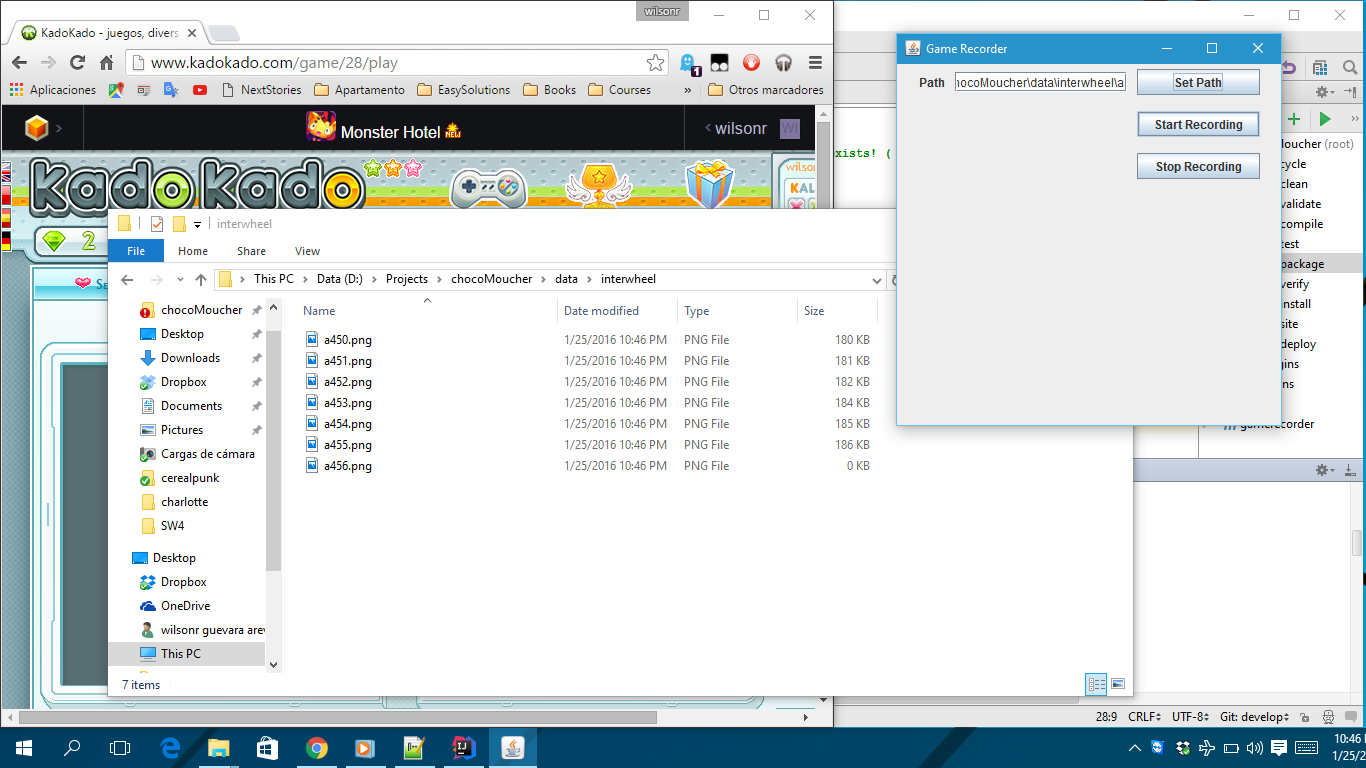 wilsonr
KadoKado - juegos, divers
www.kadokado.com/game/28/play
1
Aplicaciones
NextStories
Apartamento
EasySolutions
Books
Courses
»
Otros marcadores
Monster Hotel NEW
wilsonr
WI
KadoKado
2
wilsonr
KAL
Game Recorder
Path
ocoMoucher\data\interwheel\a
Set Path
Start Recording
Stop Recording
xists! (
loucher (root)
cycle
clean
validate
compile
test
package
verify
install
site
deploy
gins
ns
gamerecorder
interwheel
File
Home
Share
View
This PC
Data (D:)
Projects
chocoMoucher
data
interwheel
chocoMoucher
Desktop
Downloads
Dropbox
Documents
Pictures
Cargas de cámara
cerealpunk
charlotte
SW4
Desktop
Dropbox
OneDrive
wilsonr guevara arev
This PC
Name Date modified Type Size
a450.png 1/25/2016 10:46 PM PNG File 180 KB
a451.png 1/25/2016 10:46 PM PNG File 181 KB
a452.png 1/25/2016 10:46 PM PNG File 182 KB
a453.png 1/25/2016 10:46 PM PNG File 184 KB
a454.png 1/25/2016 10:46 PM PNG File 185 KB
a455.png 1/25/2016 10:46 PM PNG File 186 KB
a456.png 1/25/2016 10:46 PM PNG File 0 KB
7 items
28:9 CRLF UTF-8 Git: develop
10:46
1/25/2